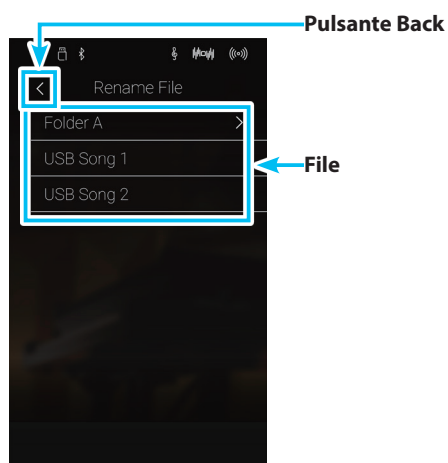 Pulsante Back
Rename File
Folder A
USB Song 1
File
USB Song 2